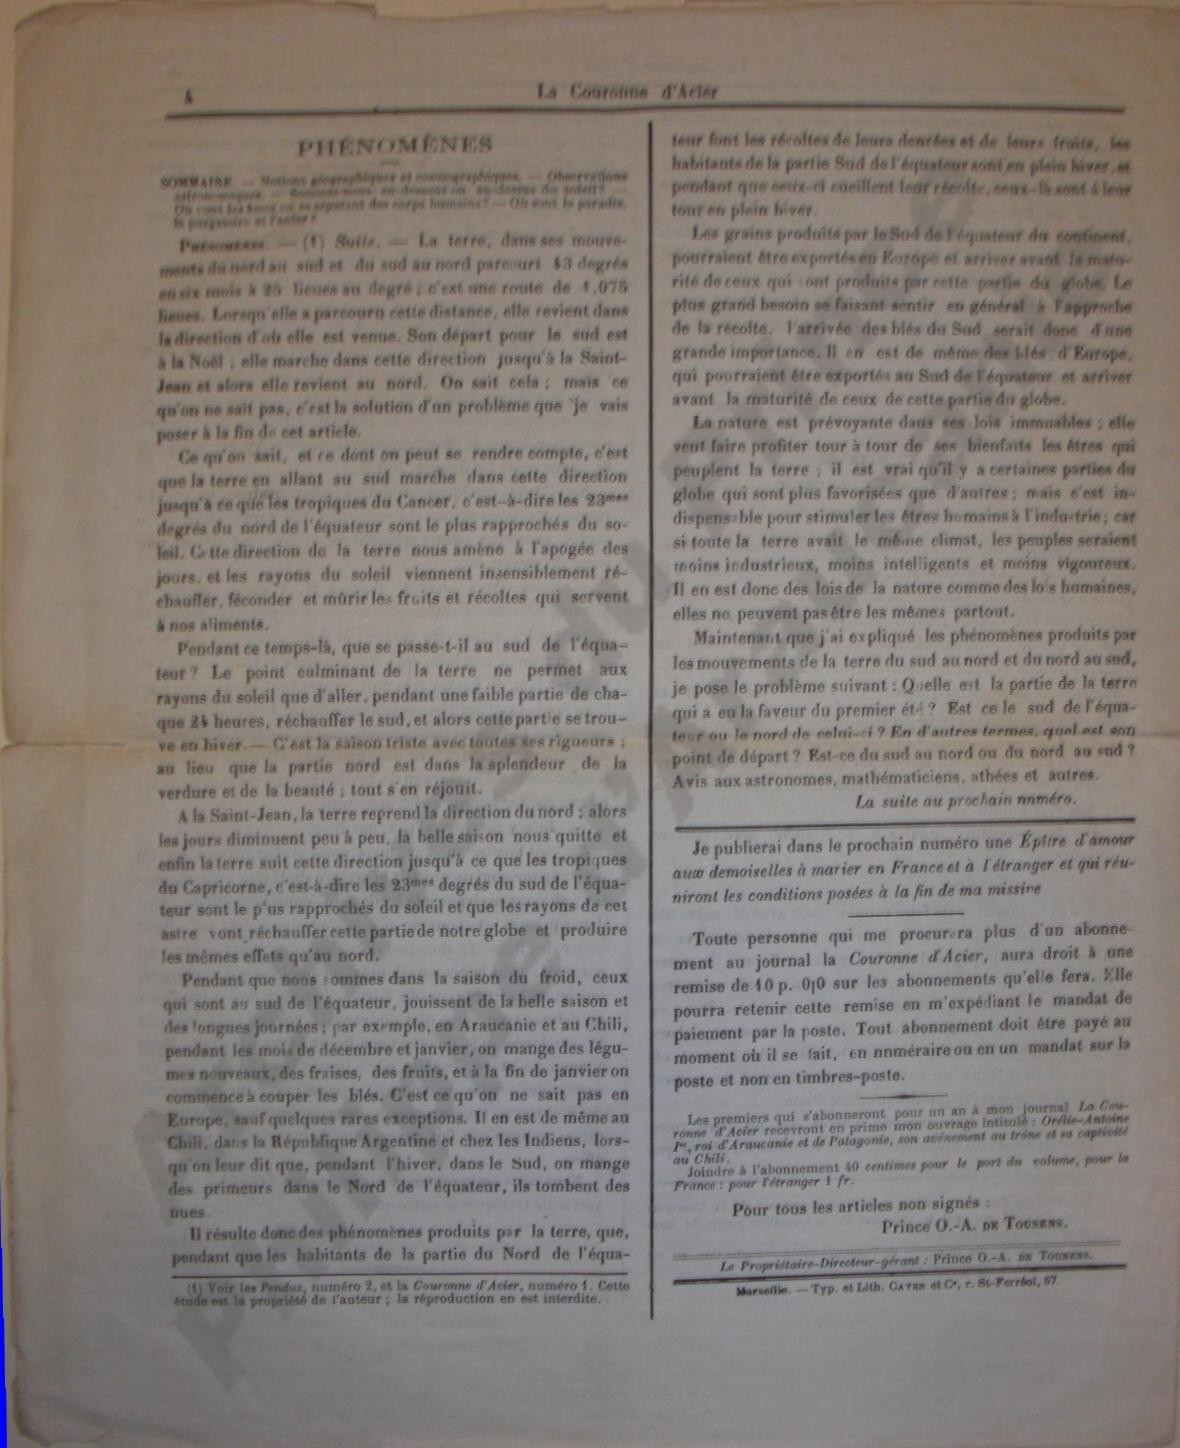 4
La Couronne d'Acier
PHÉNOMÈNES
SOMMAIRE. — Notions géographiques et cosmographiques. — Observations
astronomiques. — Sommes-nous en dessous ou au-dessus du soleil? —
Où vont les âmes en se séparant des corps humains? — Où sont le paradis,
le purgatoire et l'enfer?
PHÉNOMÈNES. — (1) Suite. — La terre, dans ses mouve-
ments du nord au sud et du sud au nord parcourt 43 degrés
en six mois à 25 lieues au degré ; c'est une route de 1,075
lieues. Lorsqu'elle a parcouru cette distance, elle revient dans
la direction d'où elle est venue. Son départ pour le sud est
à la Noël ; elle marche dans cette direction jusqu'à la Saint-
Jean et alors elle revient au nord. On sait cela ; mais ce
qu'on ne sait pas, c'est la solution d'un problème que je vais
poser à la fin de cet article.
Ce qu'on sait, et ce dont on peut se rendre compte, c'est
que la terre en allant au sud marche dans cette direction
jusqu'à ce que les tropiques du Cancer, c'est-à-dire les 23mes
degrés du nord de l'équateur sont le plus rapprochés du so-
leil. Cette direction de la terre nous amène à l'apogée des
jours, et les rayons du soleil viennent insensiblement ré-
chauffer, féconder et mûrir les fruits et récoltes qui servent
à nos aliments.
Pendant ce temps-là, que se passe-t-il au sud de l'équa-
teur? Le point culminant de la terre ne permet aux
rayons du soleil que d'aller, pendant une faible partie de cha-
que 24 heures, réchauffer le sud, et alors cette partie se trou-
ve en hiver. — C'est la saison triste avec toutes ses rigueurs ;
au lieu que la partie nord est dans la splendeur de la
verdure et de la beauté ; tout s'en réjouit.
A la Saint-Jean, la terre reprend la direction du nord ; alors
les jours diminuent peu à peu, la belle saison nous quitte et
enfin la terre suit cette direction jusqu'à ce que les tropiques
du Capricorne, c'est-à-dire les 23mes degrés du sud de l'équa-
teur sont le plus rapprochés du soleil et que les rayons de cet
astre vont réchauffer cette partie de notre globe et produire
les mêmes effets qu'au nord.
Pendant que nous sommes dans la saison du froid, ceux
qui sont au sud de l'équateur, jouissent de la belle saison et
des longues journées; par exemple, en Araucanie et au Chili,
pendant les mois de décembre et janvier, on mange des légu-
mes nouveaux, des fraises, des fruits, et à la fin de janvier on
commence à couper les blés. C'est ce qu'on ne sait pas en
Europe, sauf quelques rares exceptions. Il en est de même au
Chili, dans la République Argentine et chez les Indiens, lors-
qu'on leur dit que, pendant l'hiver, dans le Sud, on mange
des primeurs dans le Nord de l'équateur, ils tombent des
nues.
Il résulte donc des phénomènes produits par la terre, que,
pendant que les habitants de la partie du Nord de l'équa-
(1) Voir les Pendus, numéro 2, et la Couronne d'Acier, numéro 1. Cette
étude est la propriété de l'auteur ; la réproduction en est interdite.
teur font les récoltes de leurs denrées et de leurs fruits, les
habitants de la partie Sud de l'équateur sont en plein hiver, et
pendant que ceux-ci cueillent leur récolte, ceux-là sont à leur
tour en plein hiver.
Les grains produits par le Sud de l'équateur du continent,
pourraient être exportés en Europe et arriver avant la matu-
rité de ceux qui sont produits par cette partie du globe. Le
plus grand besoin se faisant sentir en général à l'approche
de la récolte, l'arrivée des blés du Sud serait donc d'une
grande importance. Il en est de même des blés d'Europe,
qui pourraient être exportés au Sud de l'équateur et arriver
avant la maturité de ceux de cette partie du globe.
La nature est prévoyante dans ses lois immuables ; elle
veut faire profiter tour à tour de ses bienfaits les êtres qui
peuplent la terre ; il est vrai qu'il y a certaines parties du
globe qui sont plus favorisées que d'autres ; mais c'est in-
dispensable pour stimuler les êtres humains à l'industrie ; car
si toute la terre avait le même climat, les peuples seraient
moins industrieux, moins intelligents et moins vigoureux.
Il en est donc des lois de la nature comme des lois humaines,
elles ne peuvent pas être les mêmes partout.
Maintenant que j'ai expliqué les phénomènes produits par
les mouvements de la terre du sud au nord et du nord au sud,
je pose le problème suivant : Quelle est la partie de la terre
qui a eu la faveur du premier été ? Est ce le sud de l'équa-
teur ou le nord de celui-ci ? En d'autres termes, quel est son
point de départ ? Est-ce du sud au nord ou du nord au sud ?
Avis aux astronomes, mathématiciens, athées et autres.
La suite au prochain nnméro.
Je publierai dans le prochain numéro une Épître d'amour
aux demoiselles à marier en France et à l'étranger et qui réu-
niront les conditions posées à la fin de ma missive
Toute personne qui me procurera plus d'un abonne-
ment au journal la Couronne d'Acier, aura droit à une
remise de 10 p. 0/0 sur les abonnements qu'elle fera. Elle
pourra retenir cette remise en m'expédiant le mandat de
paiement par la poste. Tout abonnement doit être payé au
moment où il se fait, en nnméraire ou en un mandat sur la
poste et non en timbres-poste.
Les premiers qui s'abonneront pour un an à mon journal La Cou-
ronne d'Acier recevront en prime mon ouvrage intitulé : Orélie-Antoine
Ier, roi d'Araucanie et de Patagonie, son avénement au trône et sa captivité
au Chili.
Joindre à l'abonnement 40 centimes pour le port du volume, pour la
France ; pour l'étranger 1 fr.
Pour tous les articles non signés :
Prince O.-A. DE TOUNENS.
Le Propriétaire-Directeur-gérant : Prince O.-A. DE TOUNENS.
Marseille. — Typ. et Lith. CAYER et Ce, r. St-Ferréol, 57.